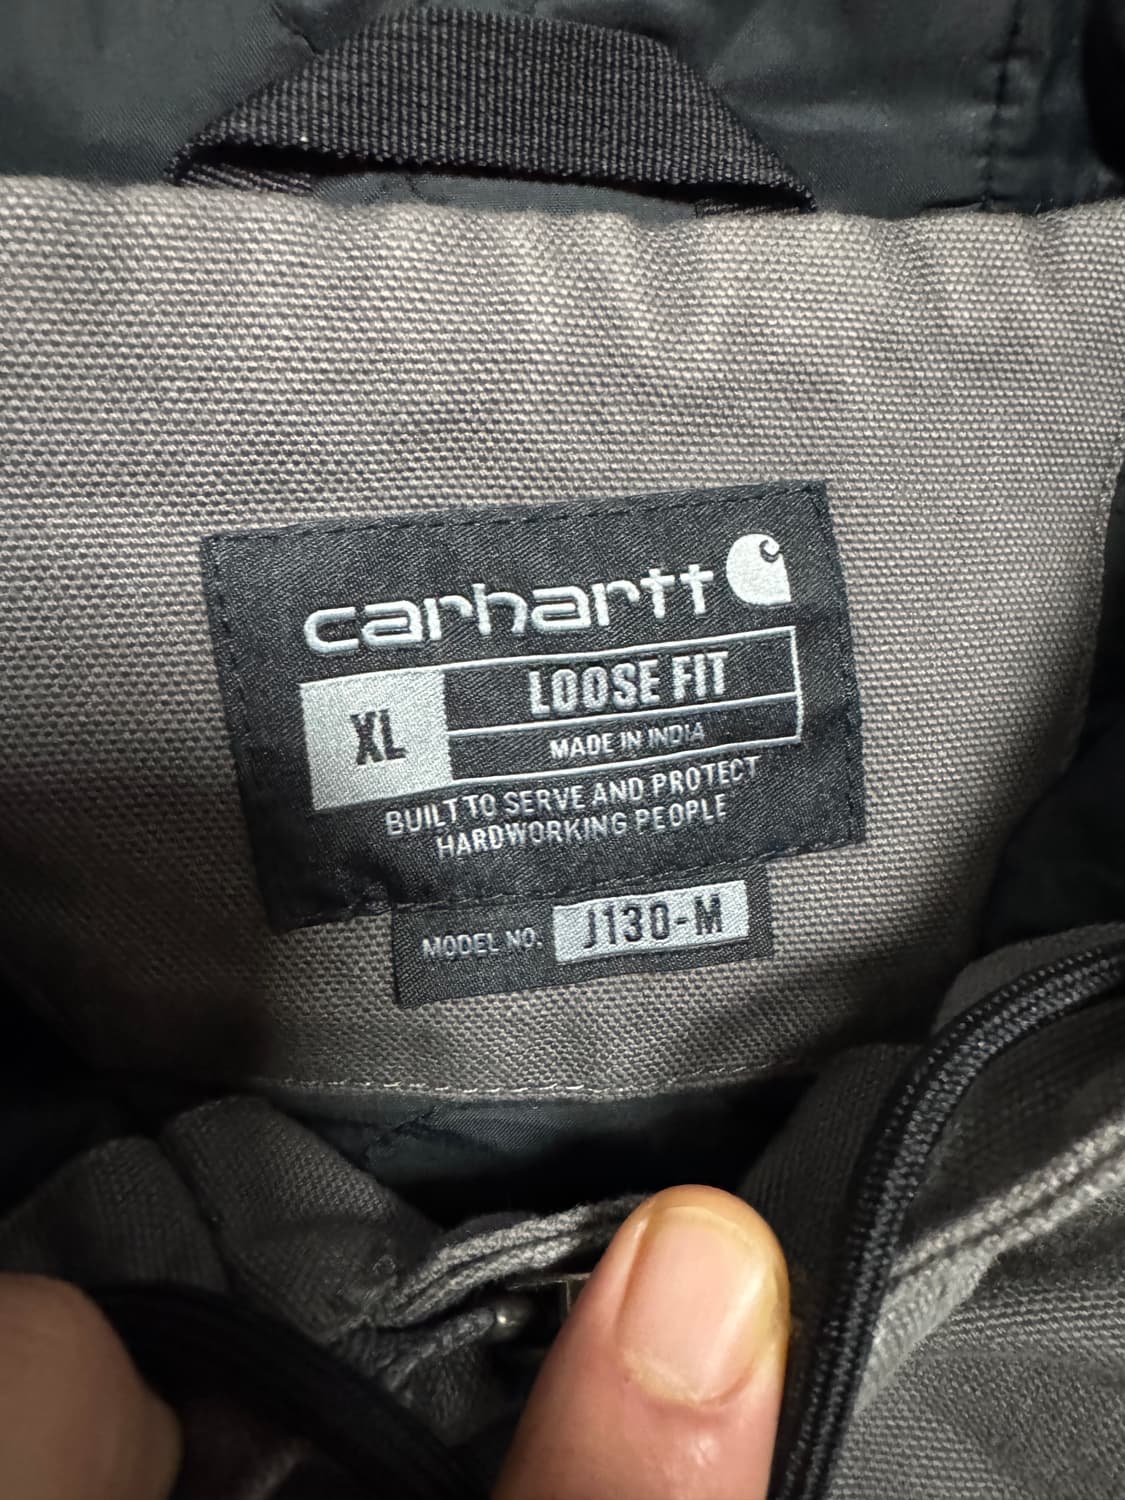 carhartt
XL
LOOSE FIT
MADE IN INDIA
BUILT TO SERVE AND PROTECT
HARDWORKING PEOPLE
MODEL NO. J130-M